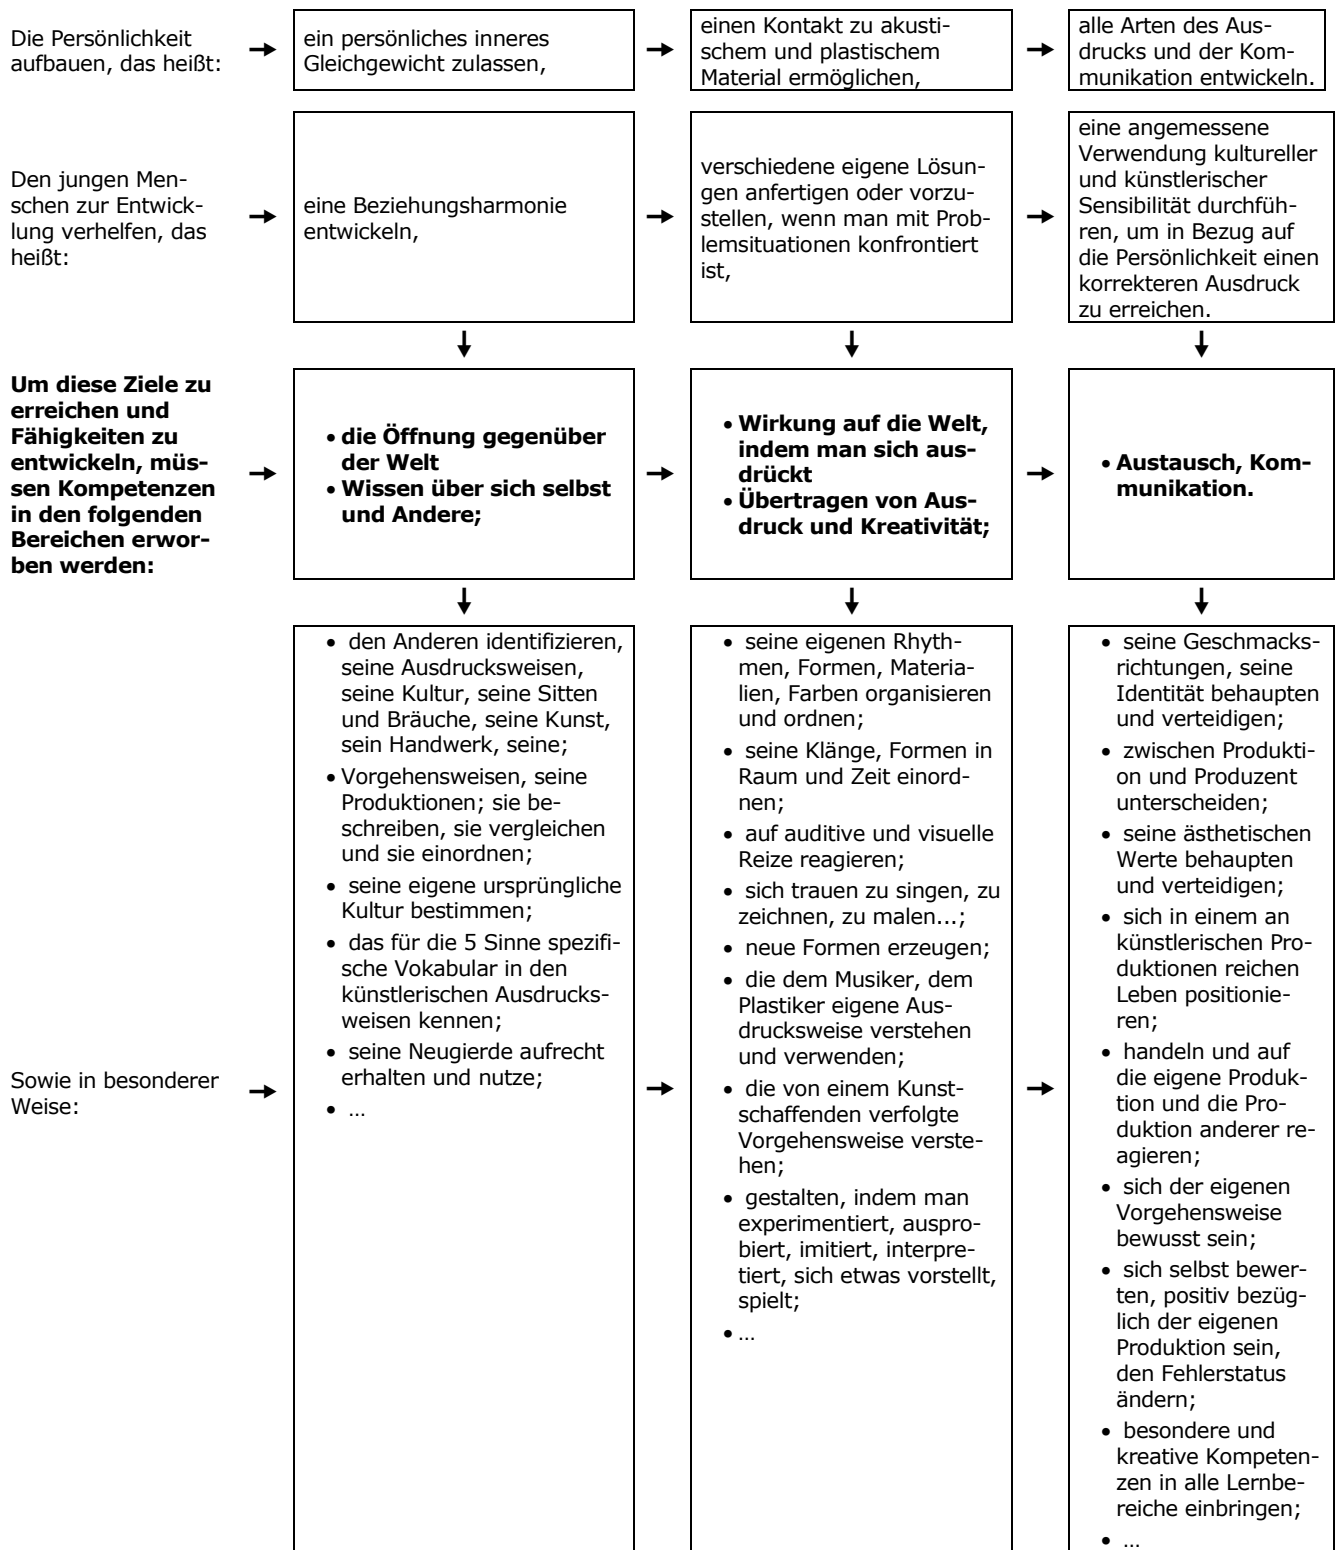 Die Persönlichkeit
aufbauen, das heißt:
ein persönliches inneres
Gleichgewicht zulassen,
einen Kontakt zu akusti-
schem und plastischem
Material ermöglichen,
alle Arten des Aus-
drucks und der Kom-
munikation entwickeln.
Den jungen Men-
schen zur Entwick-
lung verhelfen, das
heißt:
eine Beziehungsharmonie
entwickeln,
verschiedene eigene Lösun-
gen anfertigen oder vorzu-
stellen, wenn man mit Prob-
lemsituationen konfrontiert
ist,
eine angemessene
Verwendung kultureller
und künstlerischer
Sensibilität durchfüh-
ren, um in Bezug auf
die Persönlichkeit einen
korrekteren Ausdruck
zu erreichen.
Um diese Ziele zu
erreichen und
Fähigkeiten zu
entwickeln, müs-
sen Kompetenzen
in den folgenden
Bereichen erwor-
ben werden:
• die Öffnung gegenüber
der Welt
• Wissen über sich selbst
und Andere;
• Wirkung auf die Welt,
indem man sich aus-
drückt
• Übertragen von Aus-
druck und Kreativität;
• Austausch, Kom-
munikation.
Sowie in besonderer
Weise:
• den Anderen identifizieren,
seine Ausdrucksweisen,
seine Kultur, seine Sitten
und Bräuche, seine Kunst,
sein Handwerk, seine;
• Vorgehensweisen, seine
Produktionen; sie be-
schreiben, sie vergleichen
und sie einordnen;
• seine eigene ursprüngliche
Kultur bestimmen;
• das für die 5 Sinne spezifi-
sche Vokabular in den
künstlerischen Ausdrucks-
weisen kennen;
• seine Neugierde aufrecht
erhalten und nutze;
• …
• seine eigenen Rhyth-
men, Formen, Materia-
lien, Farben organisieren
und ordnen;
• seine Klänge, Formen in
Raum und Zeit einord-
nen;
• auf auditive und visuelle
Reize reagieren;
• sich trauen zu singen, zu
zeichnen, zu malen…;
• neue Formen erzeugen;
• die dem Musiker, dem
Plastiker eigene Aus-
drucksweise verstehen
und verwenden;
• die von einem Kunst-
schaffenden verfolgte
Vorgehensweise verste-
hen;
• gestalten, indem man
experimentiert, auspro-
biert, imitiert, interpre-
tiert, sich etwas vorstellt,
spielt;
• …
• seine Geschmacks-
richtungen, seine
Identität behaupten
und verteidigen;
• zwischen Produkti-
on und Produzent
unterscheiden;
• seine ästhetischen
Werte behaupten
und verteidigen;
• sich in einem an
künstlerischen Pro-
duktionen reichen
Leben positionie-
ren;
• handeln und auf
die eigene Produk-
tion und die Pro-
duktion anderer re-
agieren;
• sich der eigenen
Vorgehensweise
bewusst sein;
• sich selbst bewer-
ten, positiv bezüg-
lich der eigenen
Produktion sein,
den Fehlerstatus
ändern;
• besondere und
kreative Kompeten-
zen in alle Lernbe-
reiche einbringen;
• …